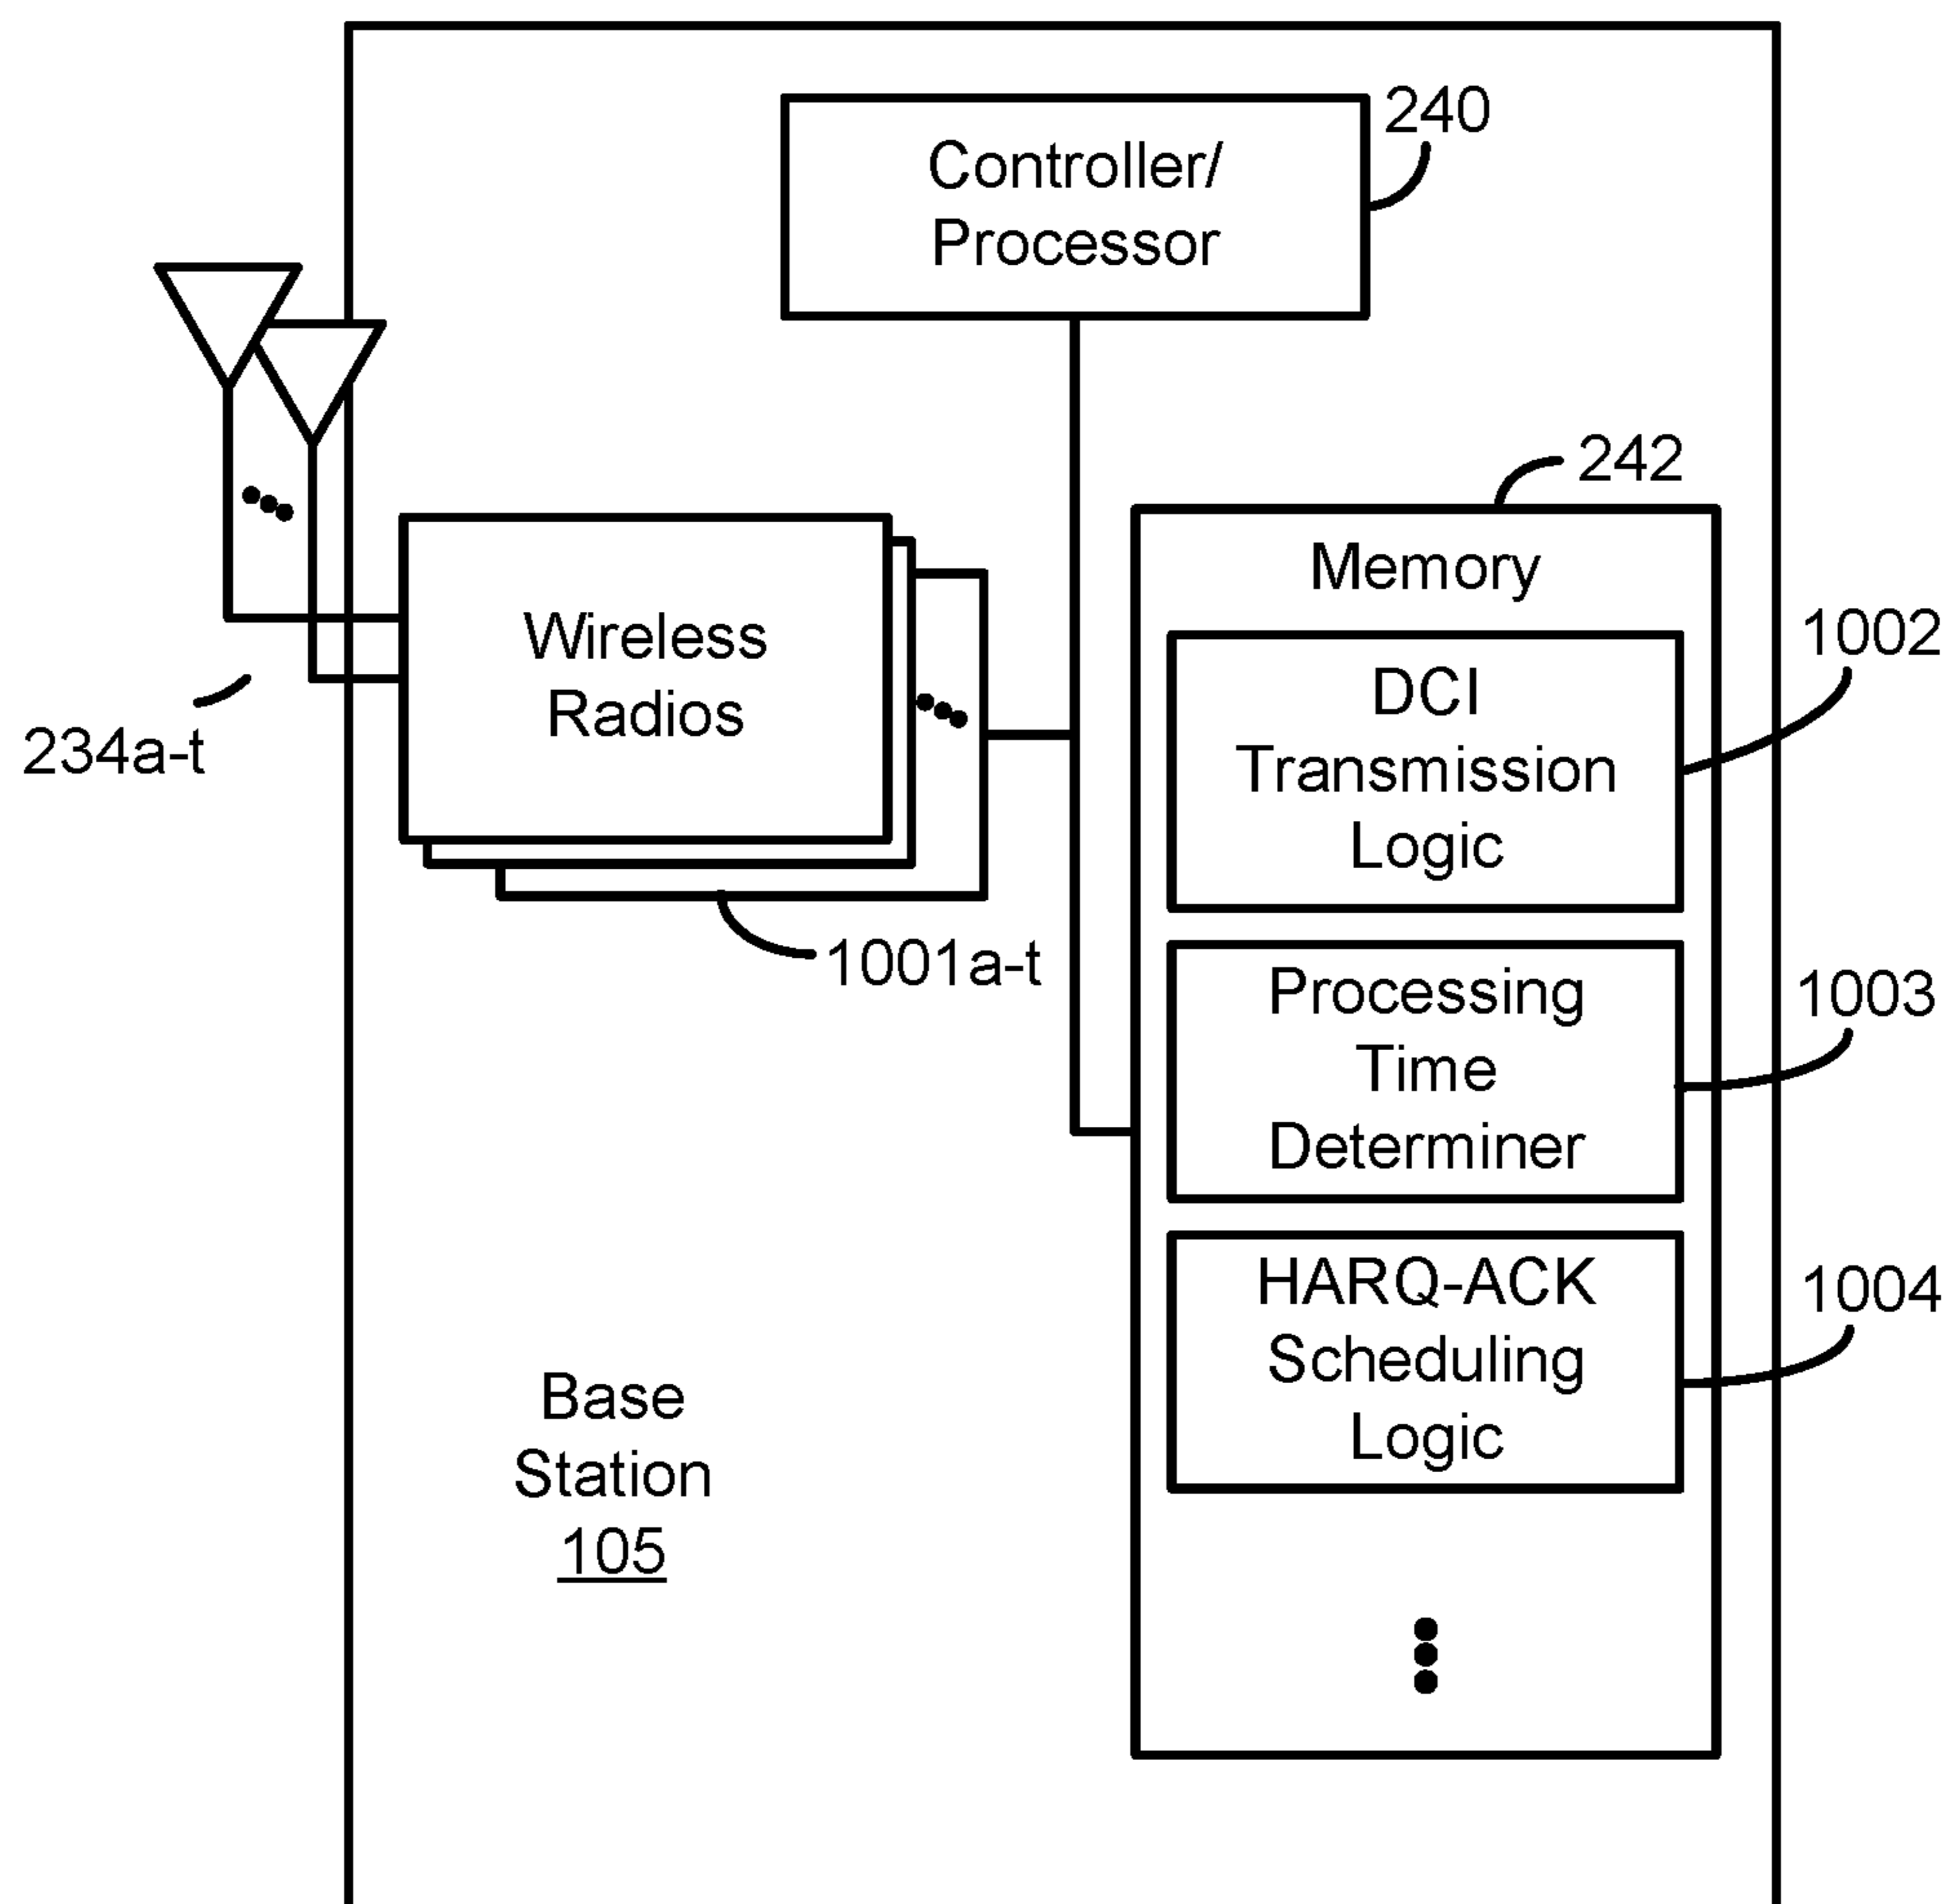 240
Controller/
Processor
242
Memory
1002
DCI
Transmission
Logic
Wireless
Radios
234a-t
1001a-t
1003
Processing
Time
Determiner
1004
HARQ-ACK
Scheduling
Logic
Base
Station
105